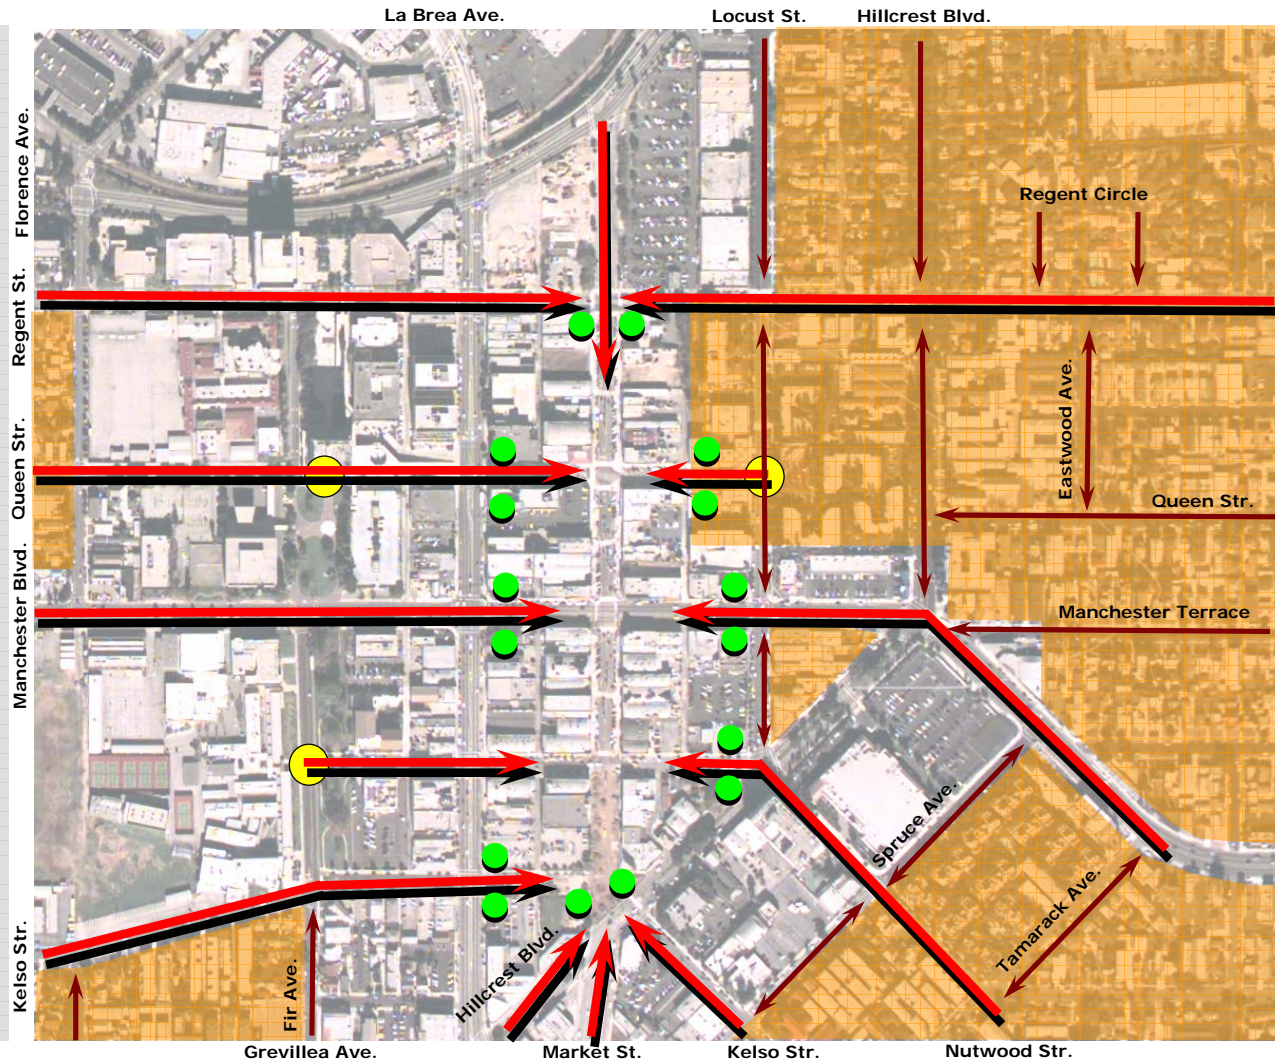 La Brea Ave.
Locust St.
Hillcrest Blvd.
Florence Ave.
Regent Circle
Regent St.
Eastwood Ave.
Queen Str.
Queen Str.
Manchester Blvd.
Manchester Terrace
Spruce Ave.
Tamarack Ave.
Kelso Str.
Fir Ave.
Hillcrest Blvd.
Grevillea Ave.
Market St.
Kelso Str.
Nutwood Str.